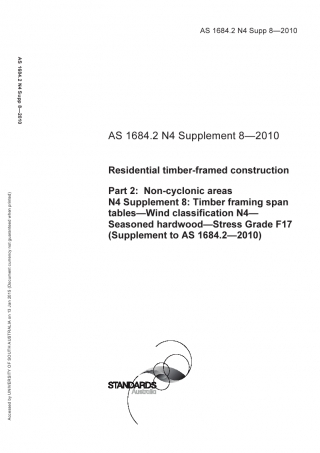 AS 1684.2 N4 Supp 8—2010
AS 1684.2 N4 Supp 8—2010
AS 1684.2 N4 Supplement 8—2010
Residential timber-framed construction
Part 2: Non-cyclonic areas
N4 Supplement 8: Timber framing span
tables—Wind classification N4—
Seasoned hardwood—Stress Grade F17
(Supplement to AS 1684.2—2010)
Accessed by UNIVERSITY OF SOUTH AUSTRALIA on 15 Jan 2015 (Document currency not guaranteed when printed)
STANDARDS
Australia